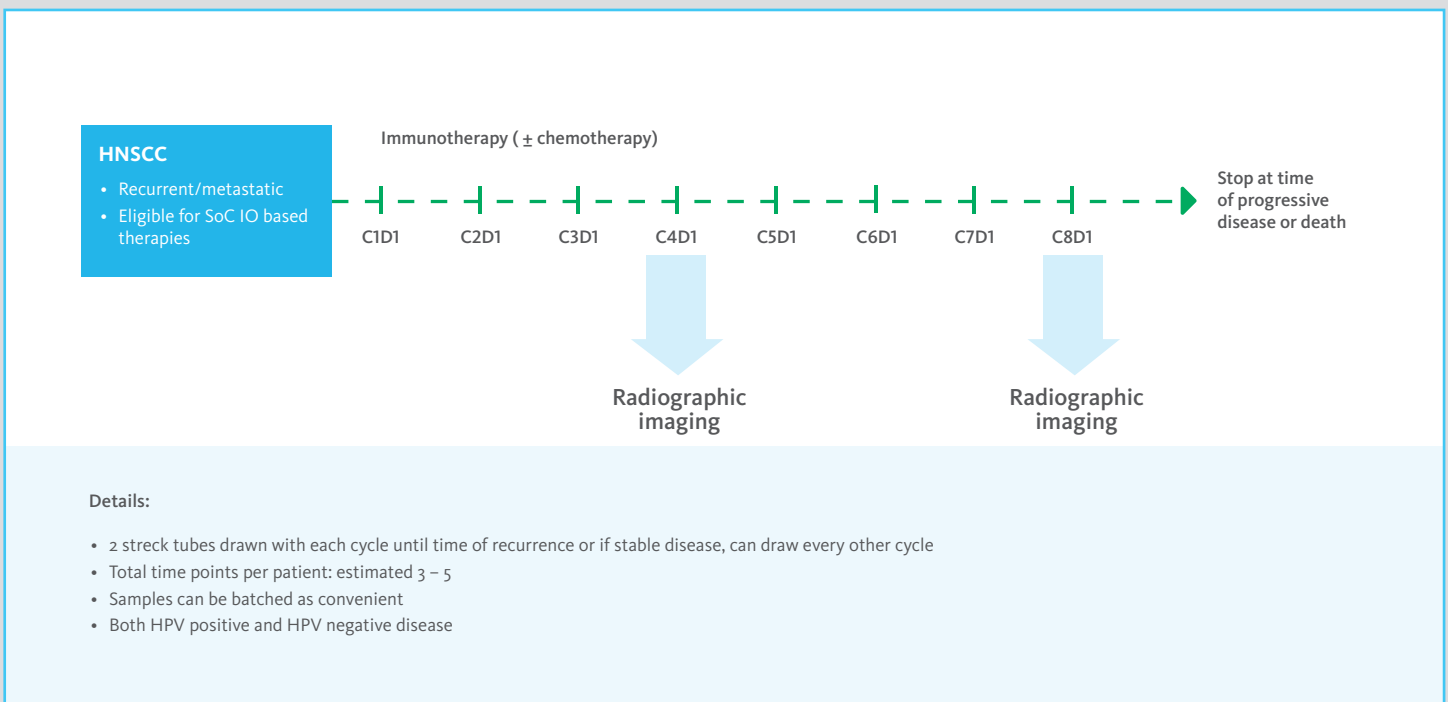 HNSCC
• Recurrent/metastatic
• Eligible for SoC IO based
therapies
Immunotherapy ( ± chemotherapy)
C1D1 C2D1 C3D1 C4D1 C5D1 C6D1 C7D1 C8D1
Stop at time
of progressive
disease or death
Radiographic
imaging
Radiographic
imaging
Details:
• 2 streck tubes drawn with each cycle until time of recurrence or if stable disease, can draw every other cycle
• Total time points per patient: estimated 3 – 5
• Samples can be batched as convenient
• Both HPV positive and HPV negative disease